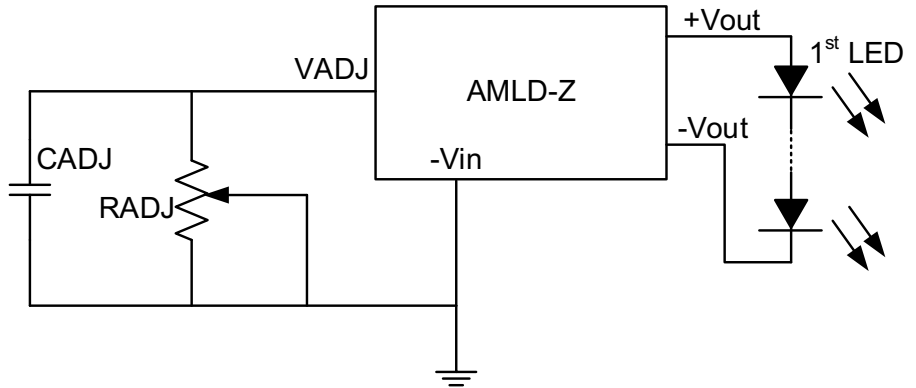 +Vout
1st LED
VADJ
AMLD-Z
-Vout
CADJ
-Vin
RADJ